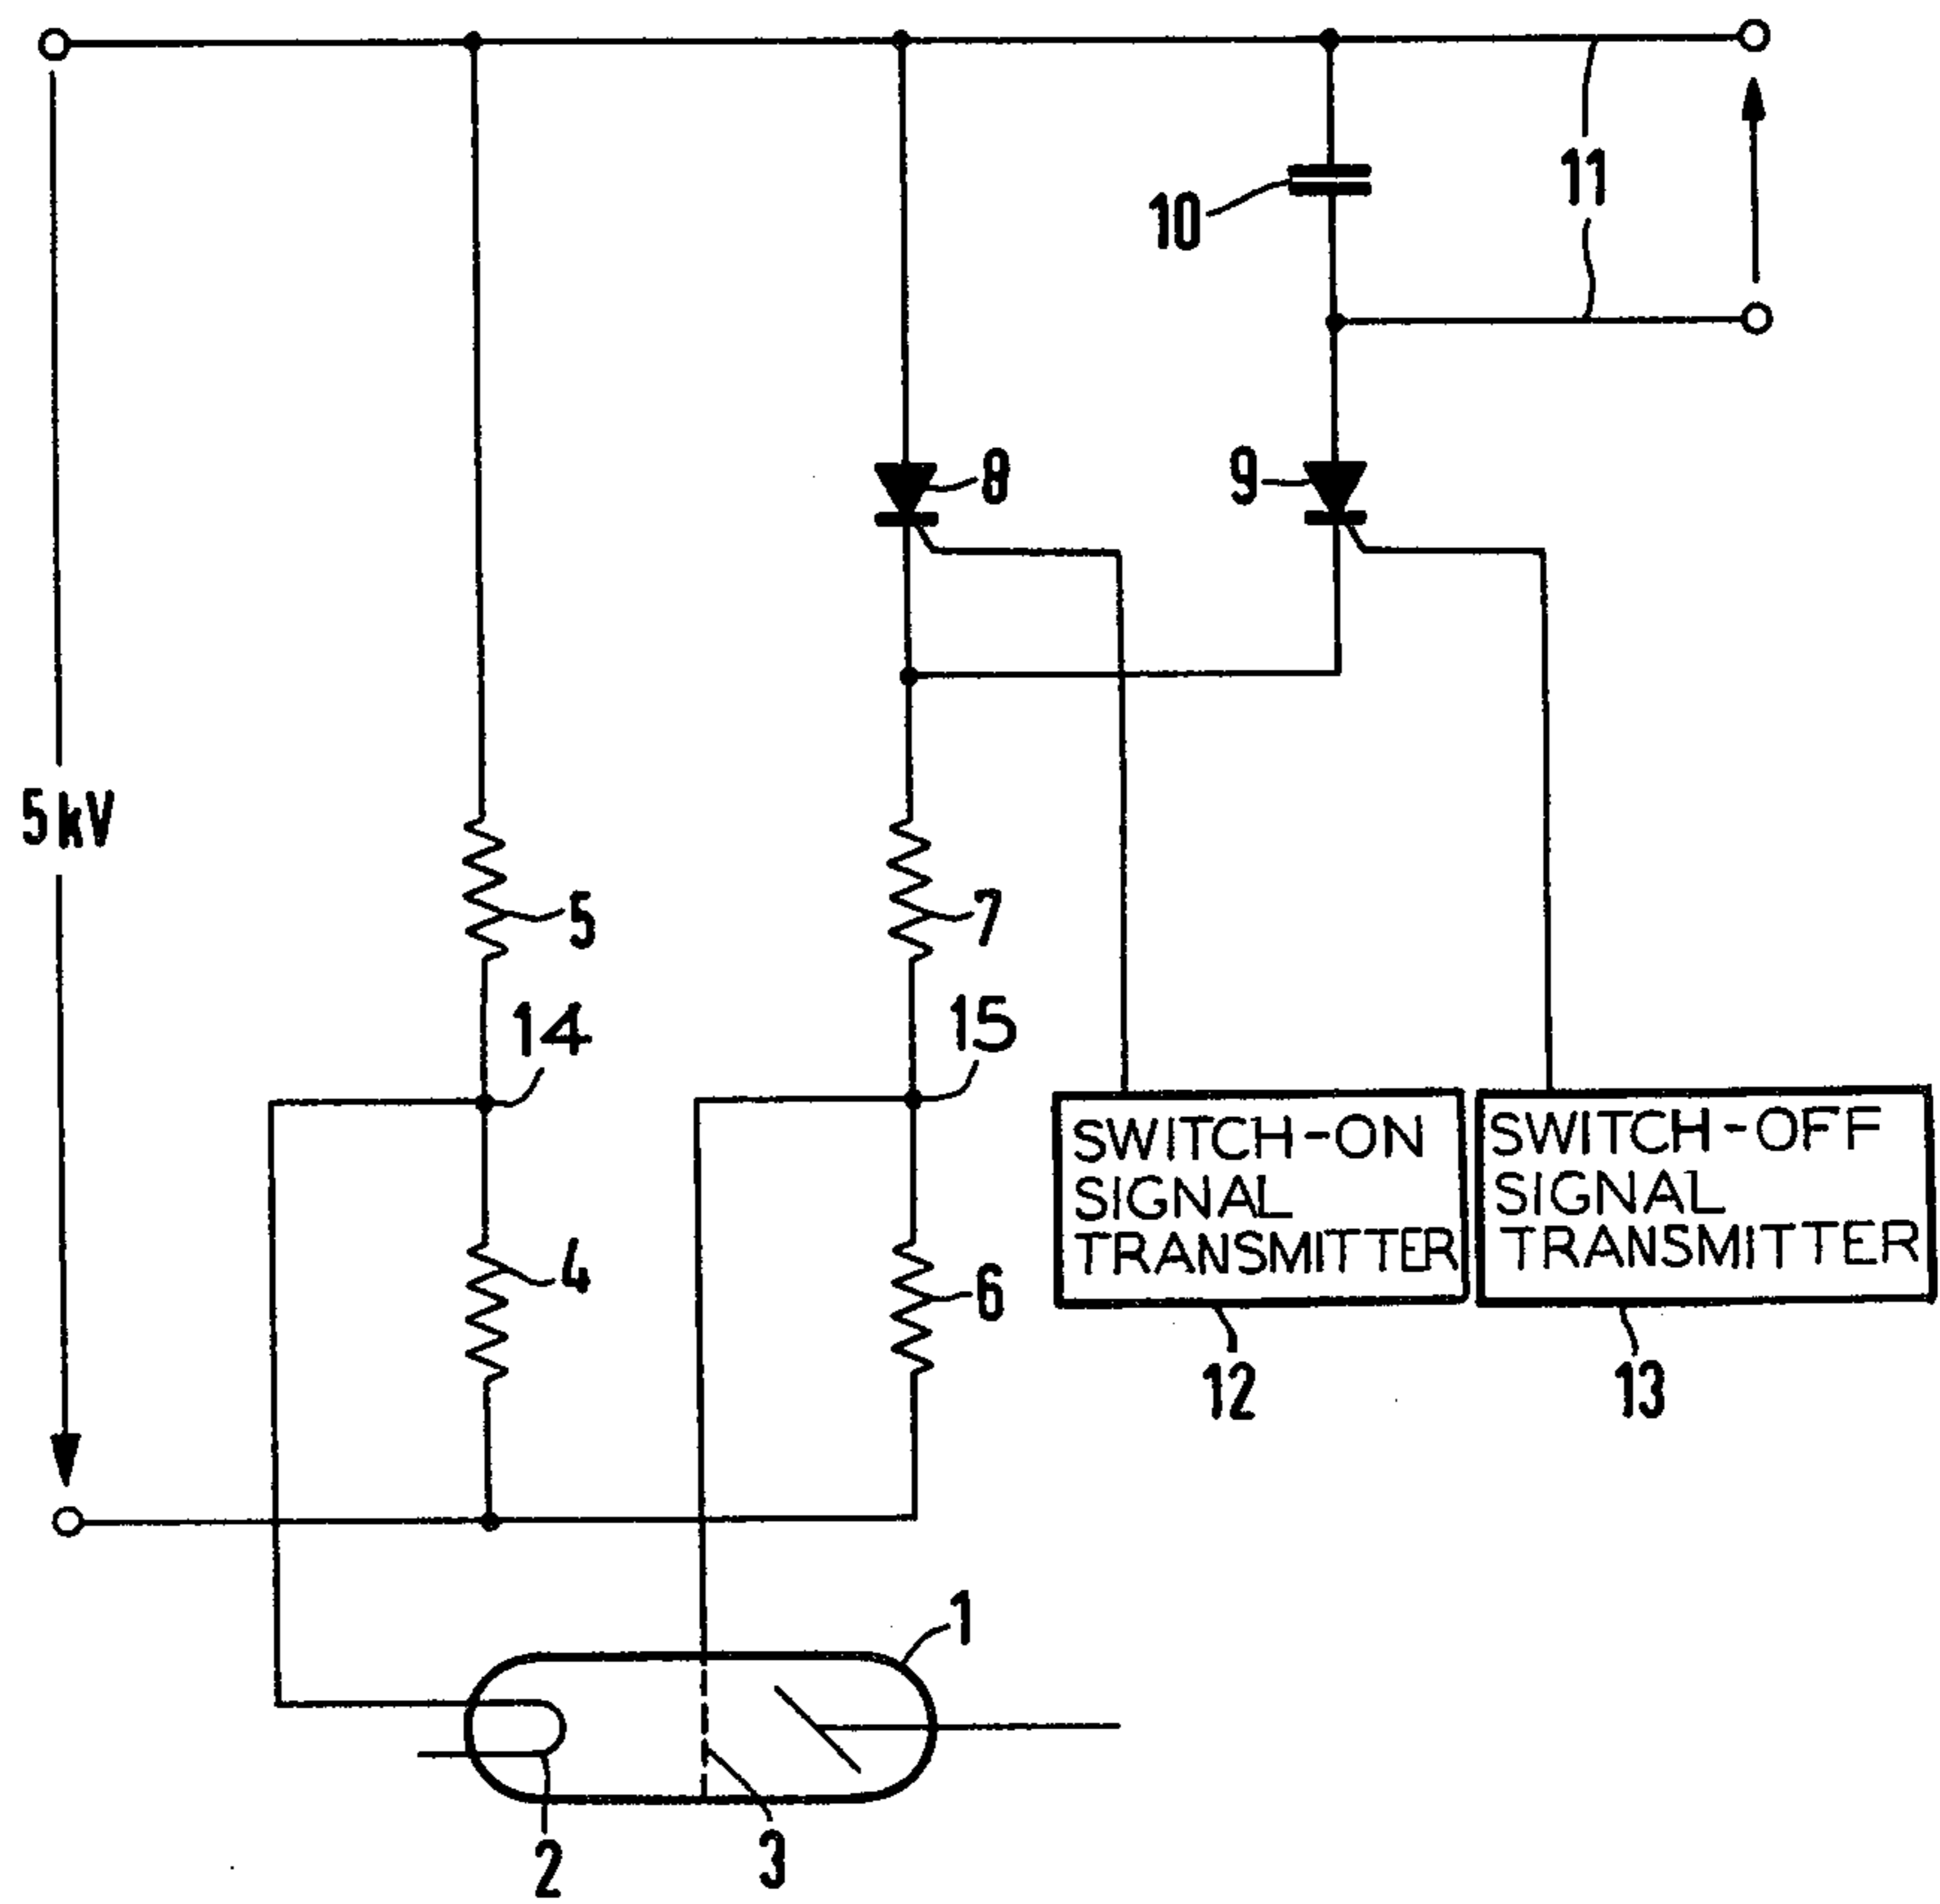 10
11
8
9
5kV
5
7
14
15
SWITCH-ON
SIGNAL
TRANSMITTER
SWITCH-OFF
SIGNAL
TRANSMITTER
4
6
12
13
1
2
3